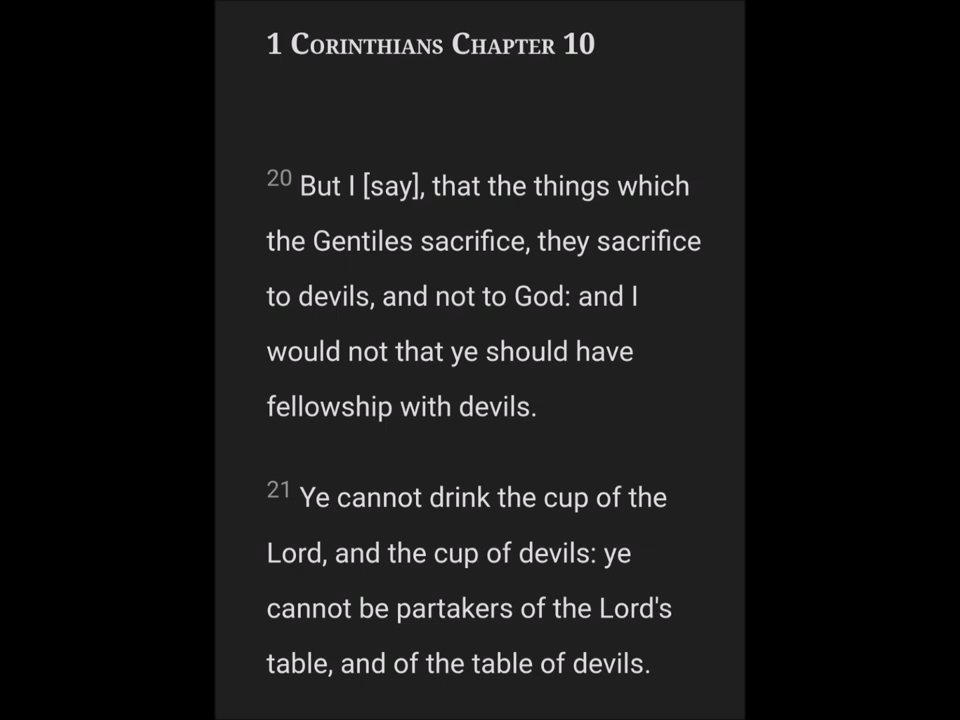 1 Corinthians Chapter 10
20 But I [say], that the things which
the Gentiles sacrifice, they sacrifice
to devils, and not to God: and I
would not that ye should have
fellowship with devils.
21 Ye cannot drink the cup of the
Lord, and the cup of devils: ye
cannot be partakers of the Lord's
table, and of the table of devils.